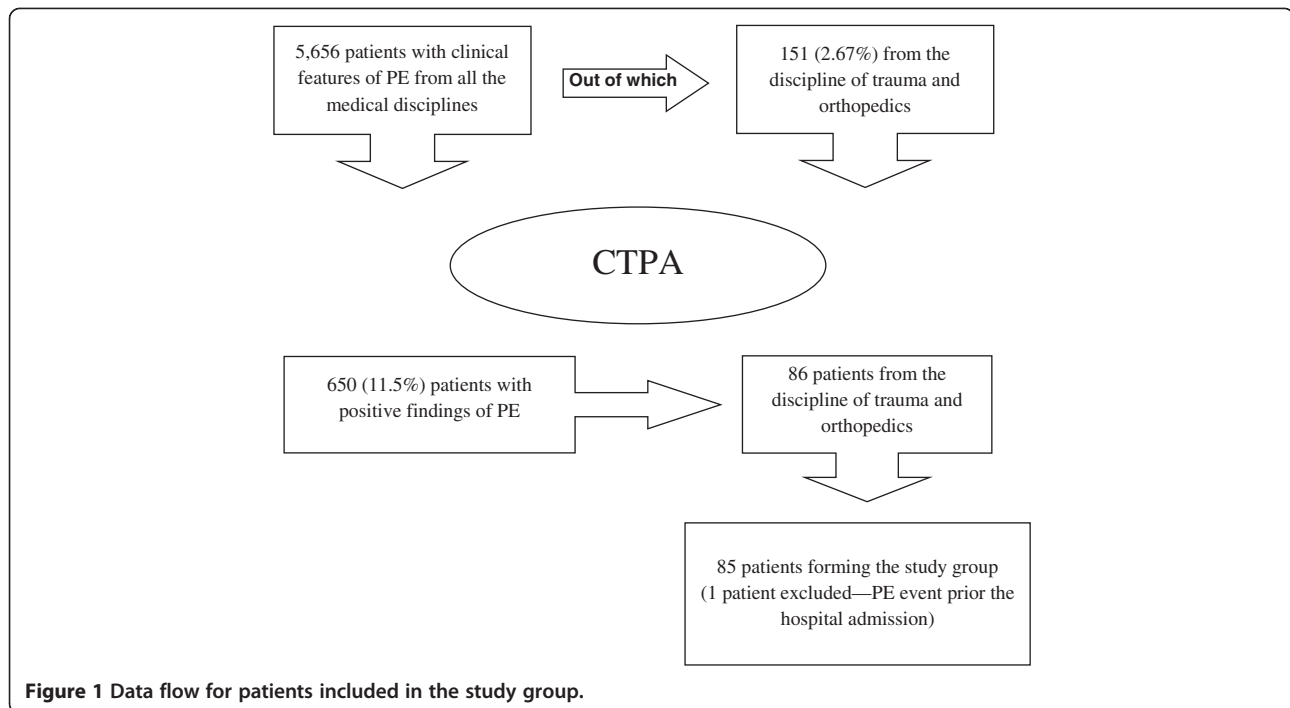 5,656 patients with clinical
features of PE from all the
medical disciplines
Out of which
151 (2.67%) from the
discipline of trauma and
orthopedics
CTPA
650 (11.5%) patients with
positive findings of PE
86 patients from the
discipline of trauma and
orthopedics
85 patients forming the study group
(1 patient excluded—PE event prior the
hospital admission)
Figure 1 Data flow for patients included in the study group.